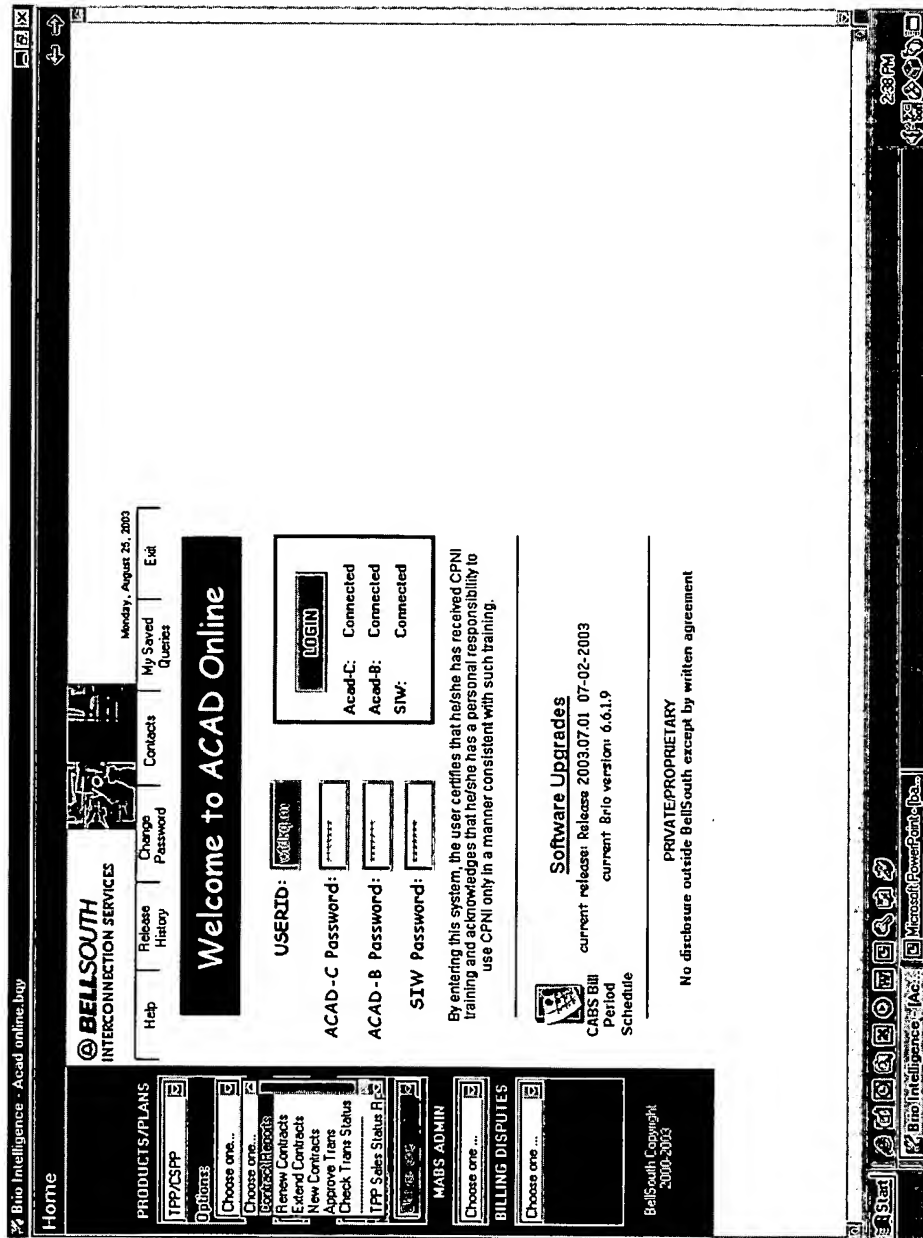 Brio Intelligence - Acad online.bqy
Home
PRODUCTS/PLANS
TPP/CSPP
Options
Choose one...
Choose one...
Contract Reports
Renew Contracts
Extend Contracts
New Contracts
Approve Trans
Check Trans Status
TPP Sales Status Rp
MABS ADMIN
Choose one ...
BILLING DISPUTES
Choose one ...
BellSouth Copyright
2000-2003
BELLSOUTH
INTERCONNECTION SERVICES
Monday, August 25, 2003
Help
Release History
Change Password
Contacts
My Saved Queries
Exit
Welcome to ACAD Online
USERID:
ACAD-C Password: *******
ACAD-B Password: *******
SIW Password: ******
LOGIN
Acad-C: Connected
Acad-B: Connected
SIW: Connected
By entering this system, the user certifies that he/she has received CPNI
training and acknowledges that he/she has a personal responsibility to
use CPNI only in a manner consistent with such training.
CABS Bill
Period
Schedule
Software Upgrades
current release: Release 2003.07.01 07-02-2003
current Brio version: 6.6.1.9
PRIVATE/PROPRIETARY
No disclosure outside BellSouth except by written agreement
Start
Brio Intelligence - [Ac...
Microsoft PowerPoint - [pa...
2:38 PM